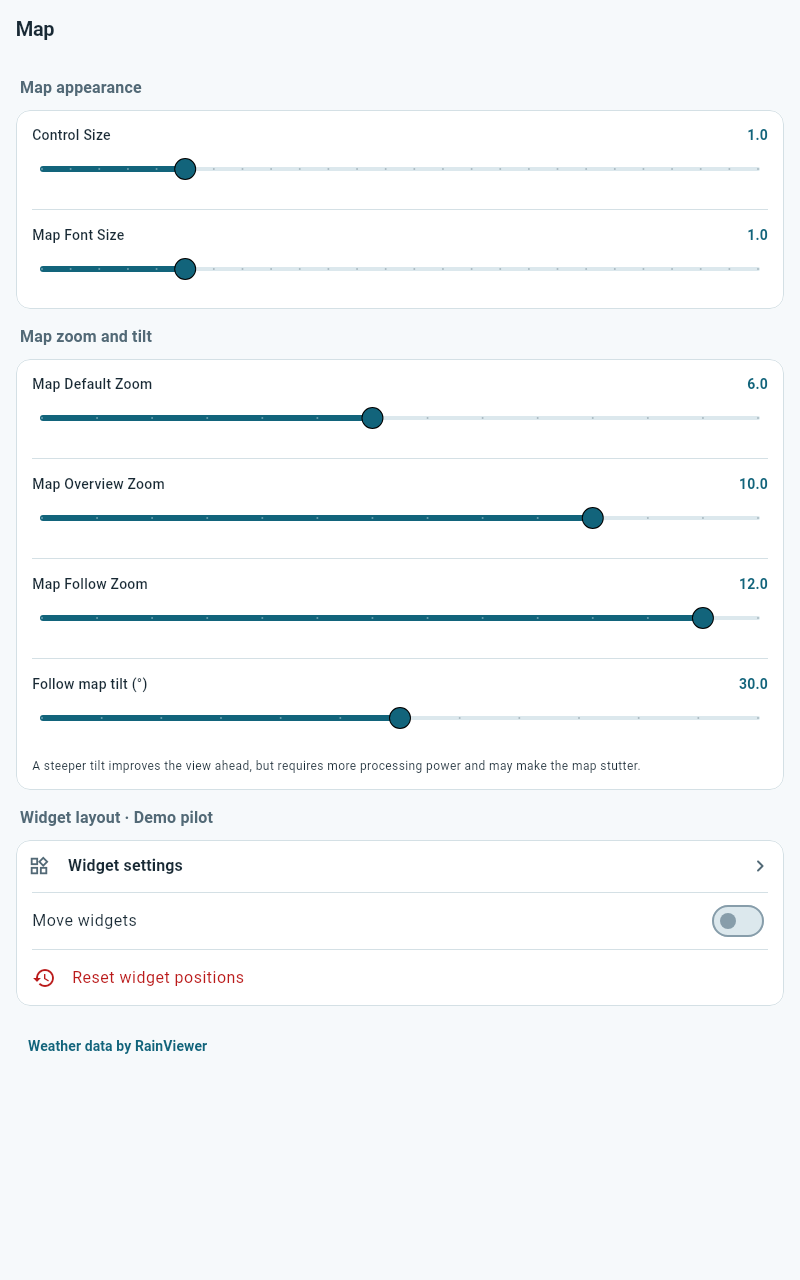 Map
Map appearance
Control Size 1.0
Map Font Size 1.0
Map zoom and tilt
Map Default Zoom 6.0
Map Overview Zoom 10.0
Map Follow Zoom 12.0
Follow map tilt (°) 30.0
A steeper tilt improves the view ahead, but requires more processing power and may make the map stutter.
Widget layout · Demo pilot
Widget settings
Move widgets
Reset widget positions
Weather data by RainViewer